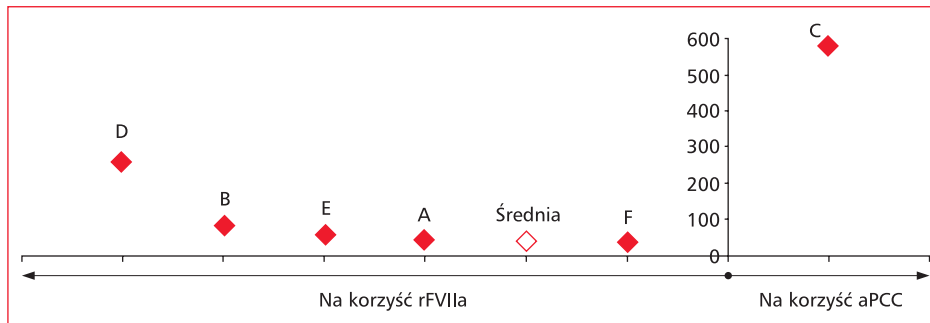 600
500
400
300
200
100
0
C
D
B
E
A
Średnia
F
Na korzyść rFVIIa
Na korzyść aPCC